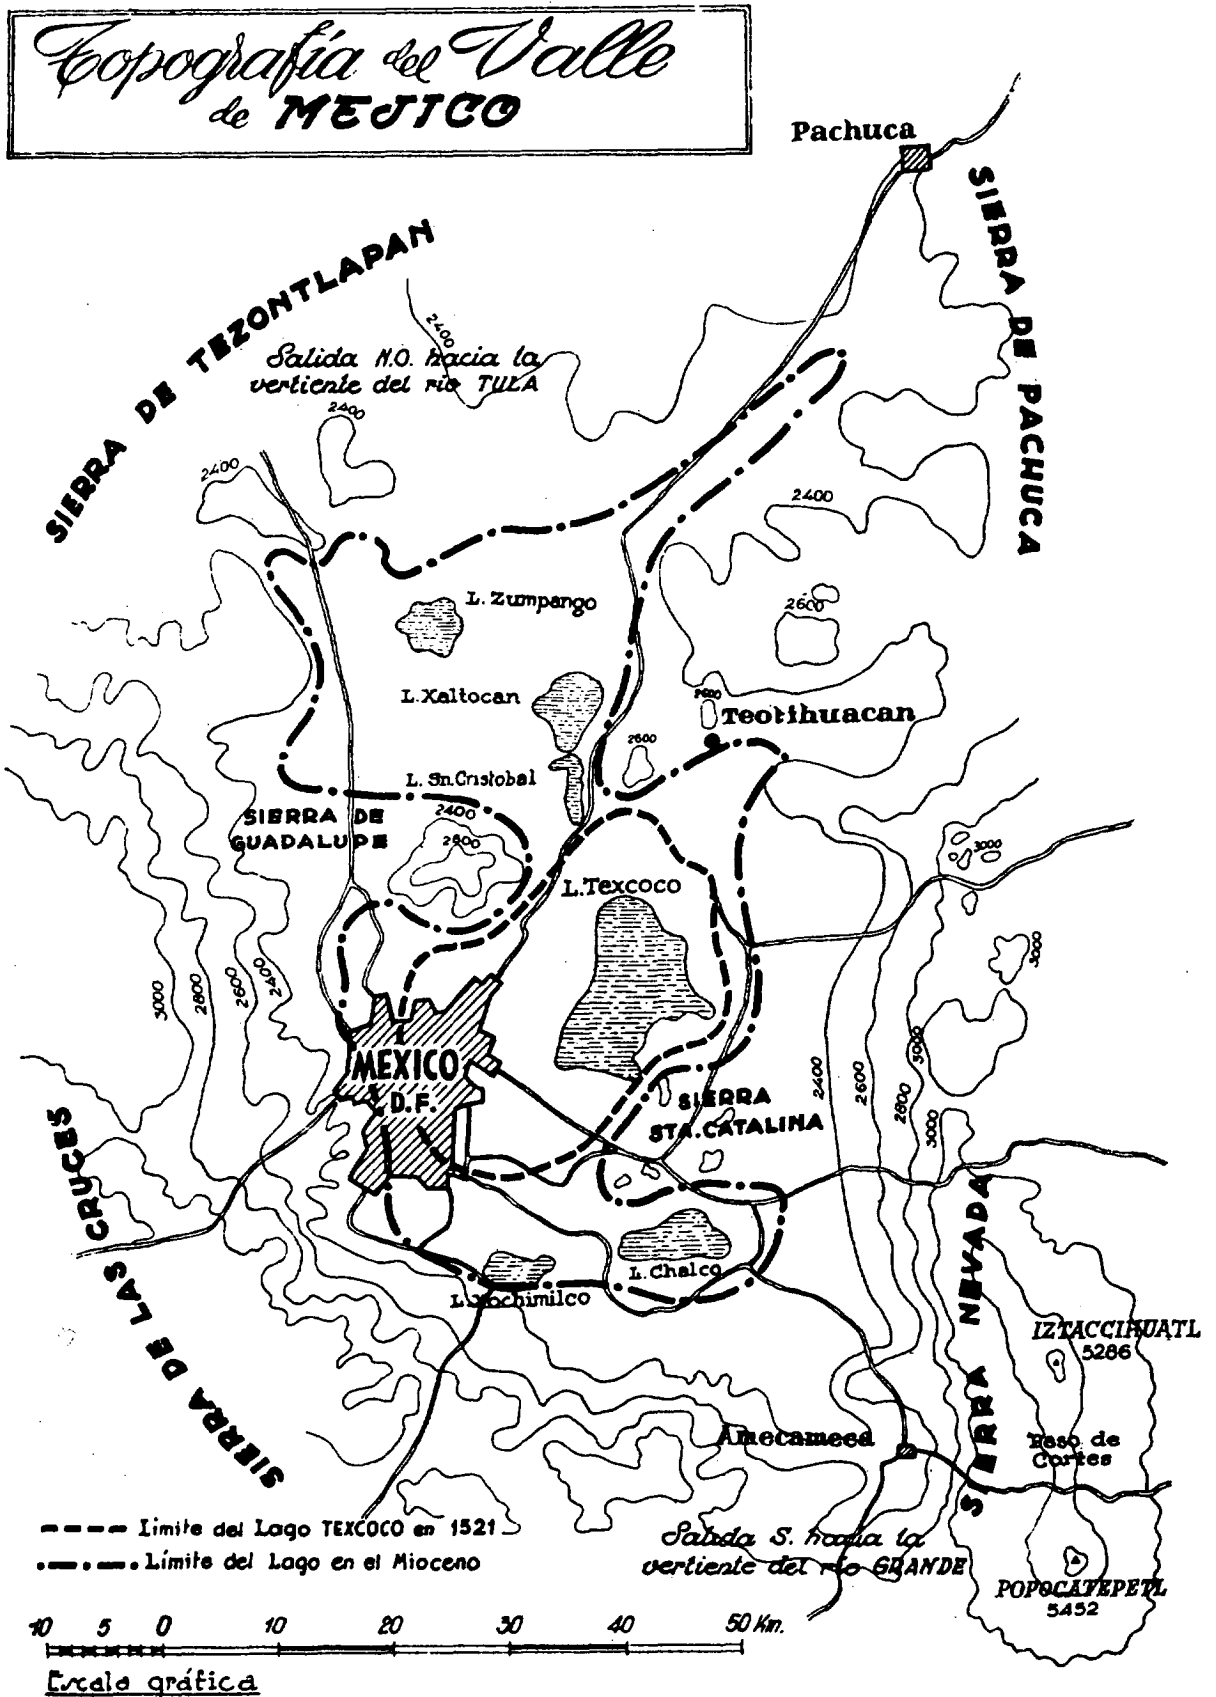 Topografía del Valle
de MEJICO
Pachuca
SIERRA DE PACHUCA
SIERRA DE TEZONTLAPAN
2400
Salida N.O. hacia la
vertiente del río TULA
2400
2400
2400
L. Zumpango
2600
L. Xaltocan
2600
Teotihuacan
2600
L. Sn. Cristobal
SIERRA DE
GUADALUPE
2400
2600
3000
L. Texcoco
3000
3000
2800
2600
2400
MEXICO
D.F.
2400
2600
2800
3000
3000
SIERRA
STA. CATALINA
SIERRA DE LAS CRUCES
L. Chalco
L. Xochimilco
SIERRA NEVADA
IZTACCIHUATL
5286
Amecameca
Paso de
Cortes
Límite del Lago TEXCOCO en 1521
Límite del Lago en el Mioceno
Salida S. hacia la
vertiente del río GRANDE
POPOCATEPETL
5452
10 5 0 10 20 30 40 50 Km.
Escala gráfica